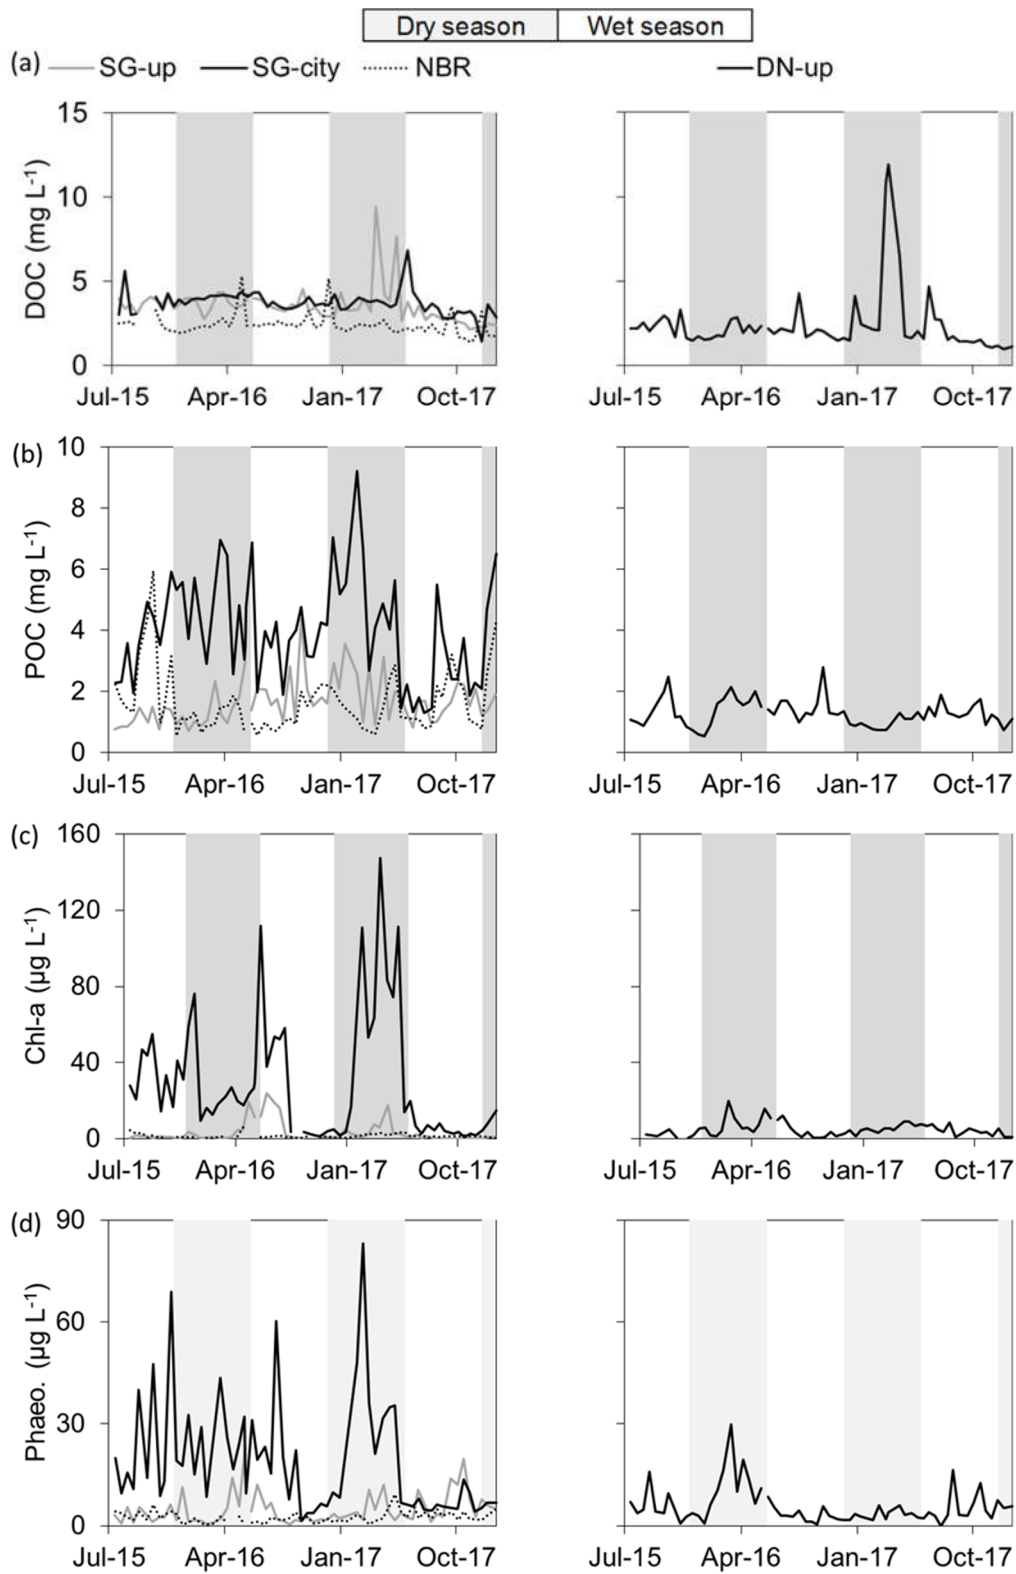 Dry season Wet season
(a) SG-up SG-city NBR DN-up
15
10
5
0
DOC (mg L-1)
Jul-15 Apr-16 Jan-17 Oct-17 Jul-15 Apr-16 Jan-17 Oct-17
(b)
10
8
6
4
2
0
POC (mg L-1)
Jul-15 Apr-16 Jan-17 Oct-17 Jul-15 Apr-16 Jan-17 Oct-17
(c)
160
120
80
40
0
Chl-a (µg L-1)
Jul-15 Apr-16 Jan-17 Oct-17 Jul-15 Apr-16 Jan-17 Oct-17
(d)
90
60
30
0
Phaeo. (µg L-1)
Jul-15 Apr-16 Jan-17 Oct-17 Jul-15 Apr-16 Jan-17 Oct-17